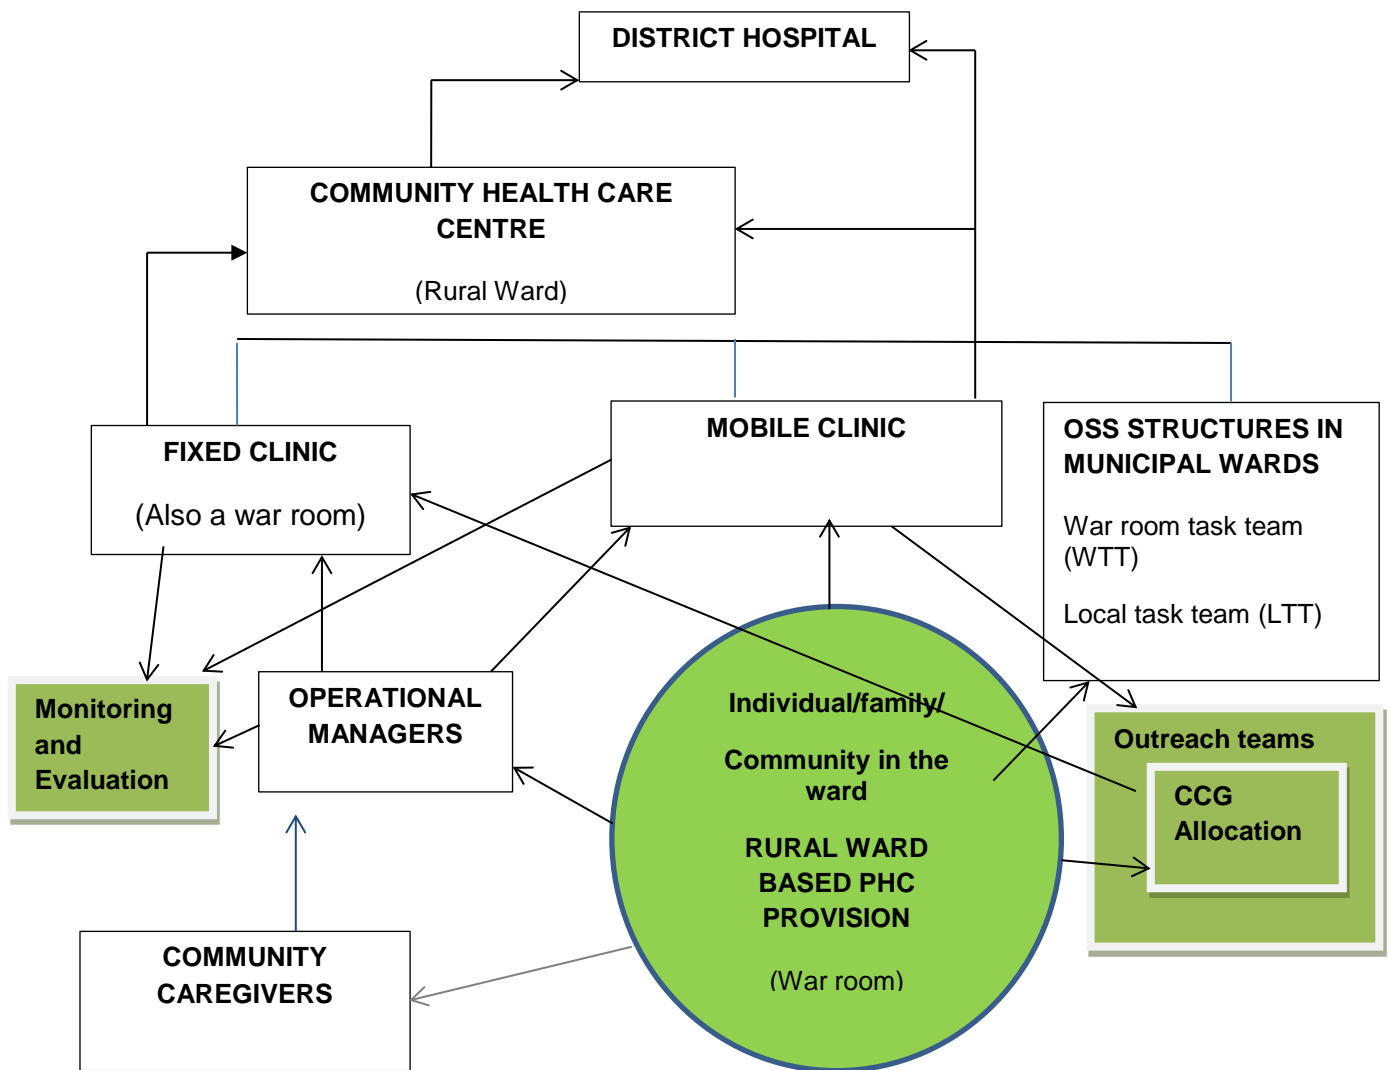 DISTRICT HOSPITAL
COMMUNITY HEALTH CARE
CENTRE
(Rural Ward)
FIXED CLINIC
(Also a war room)
MOBILE CLINIC
OSS STRUCTURES IN
MUNICIPAL WARDS
War room task team
(WTT)
Local task team (LTT)
Monitoring
and
Evaluation
OPERATIONAL
MANAGERS
Individual/family/
Community in the
ward
RURAL WARD
BASED PHC
PROVISION
(War room)
Outreach teams
CCG
Allocation
COMMUNITY
CAREGIVERS